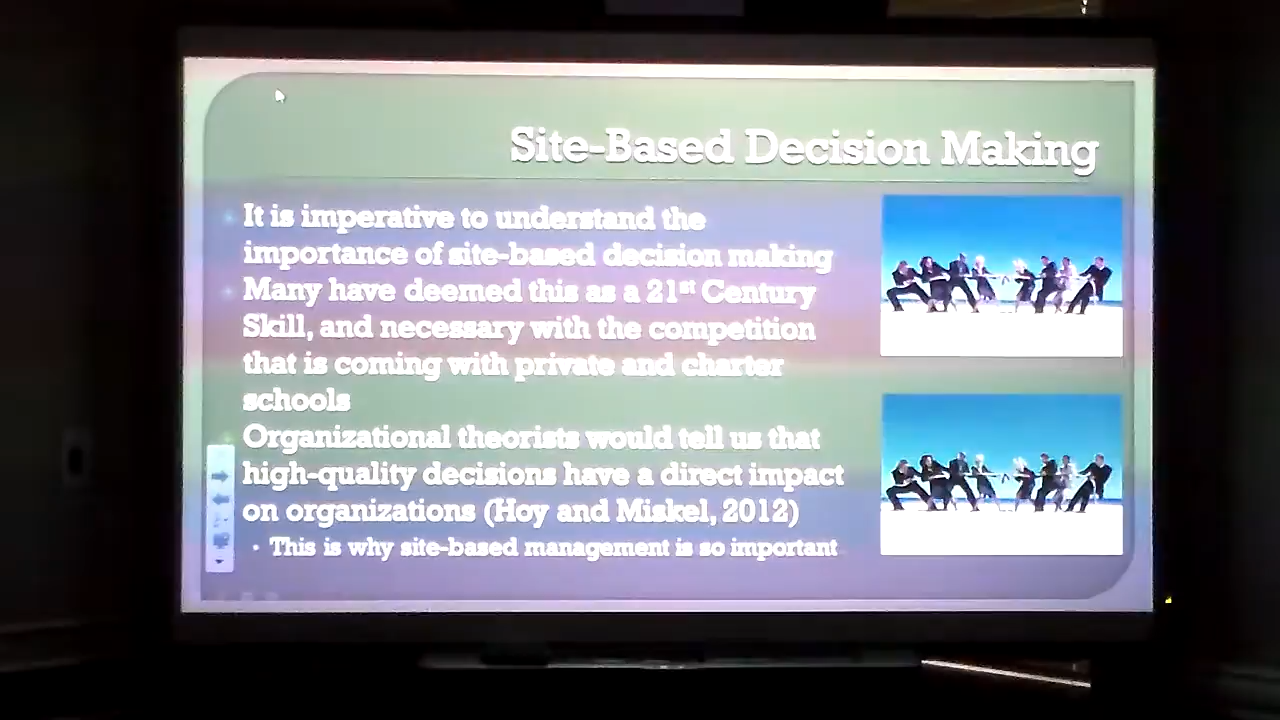 Site-Based Decision Making
It is imperative to understand the
importance of site-based decision making
Many have deemed this as a 21st Century
Skill, and necessary with the competition
that is coming with private and charter
schools
Organizational theorists would tell us that
high-quality decisions have a direct impact
on organizations (Hoy and Miskel, 2012)
This is why site-based management is so important